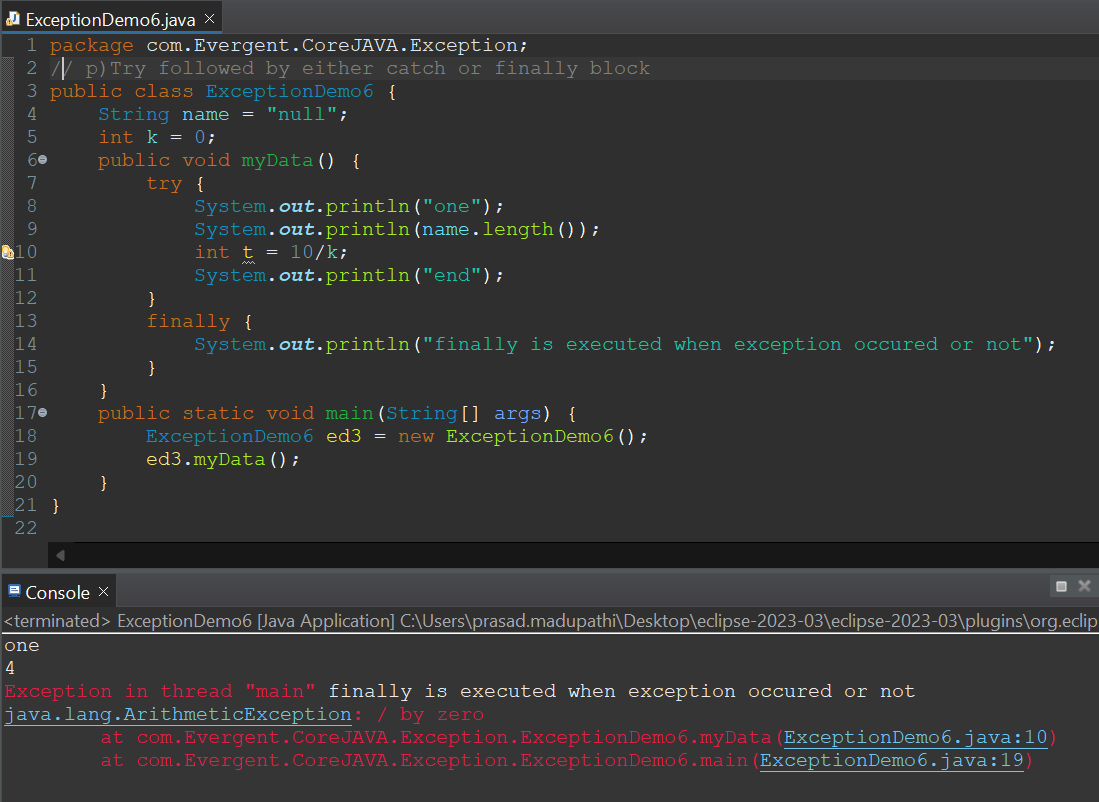 ExceptionDemo6.java ×
1 package com.Evergent.CoreJAVA.Exception;
2 // p)Try followed by either catch or finally block
3 public class ExceptionDemo6 {
4     String name = "null";
5     int k = 0;
6     public void myData() {
7         try {
8             System.out.println("one");
9             System.out.println(name.length());
10             int t = 10/k;
11             System.out.println("end");
12         }
13         finally {
14             System.out.println("finally is executed when exception occured or not");
15         }
16     }
17     public static void main(String[] args) {
18         ExceptionDemo6 ed3 = new ExceptionDemo6();
19         ed3.myData();
20     }
21 }
22
Console ×
<terminated> ExceptionDemo6 [Java Application] C:\Users\prasad.madupathi\Desktop\eclipse-2023-03\eclipse-2023-03\plugins\org.eclip
one
4
Exception in thread "main" finally is executed when exception occured or not
java.lang.ArithmeticException: / by zero
        at com.Evergent.CoreJAVA.Exception.ExceptionDemo6.myData(ExceptionDemo6.java:10)
        at com.Evergent.CoreJAVA.Exception.ExceptionDemo6.main(ExceptionDemo6.java:19)